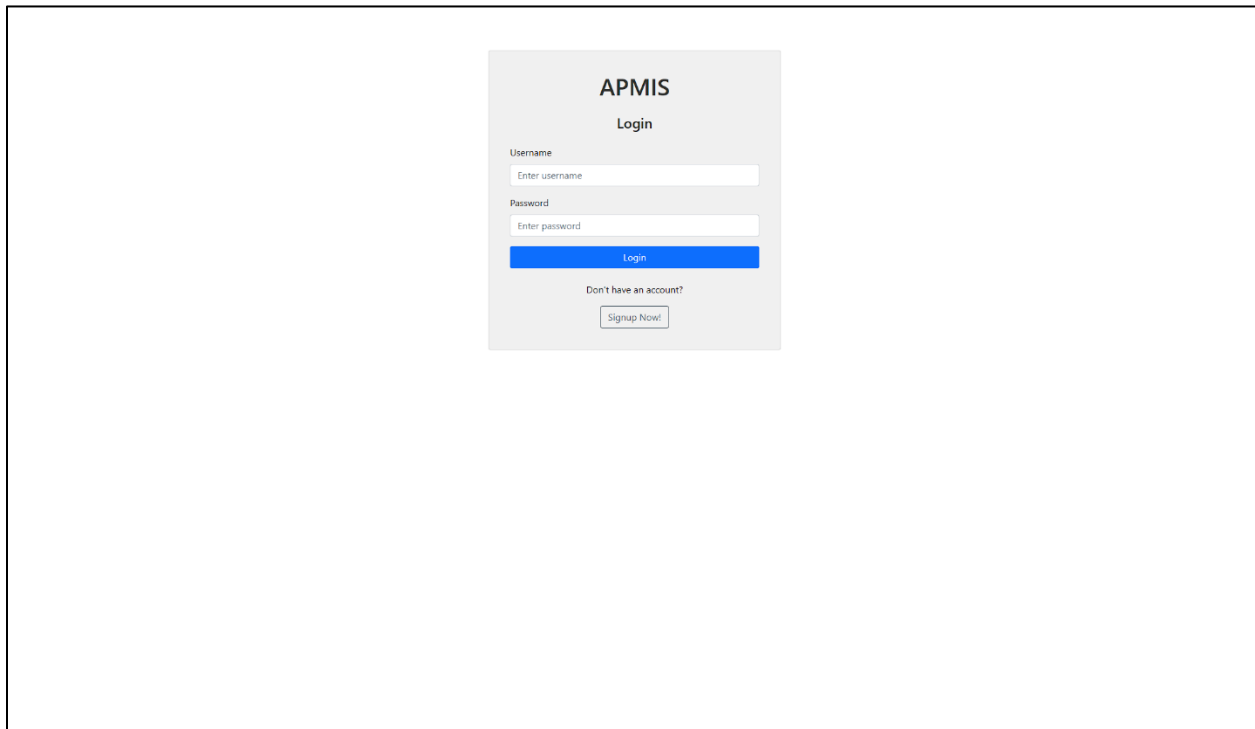 APMIS
Login
Username
Enter username
Password
Enter password
Login
Don't have an account?
Signup Now!